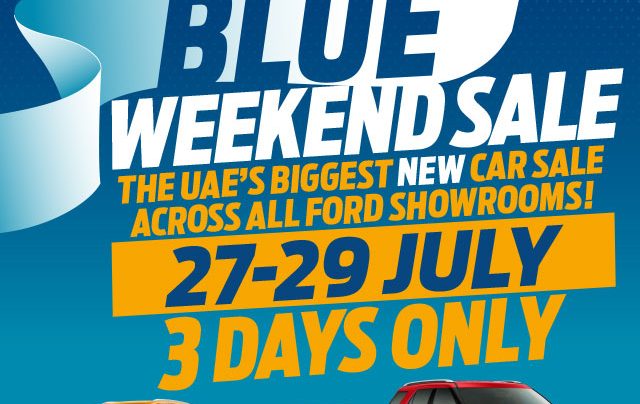 BLUE
WEEKEND SALE
THE UAE'S BIGGEST NEW CAR SALE
ACROSS ALL FORD SHOWROOMS!
27-29 JULY
3 DAYS ONLY